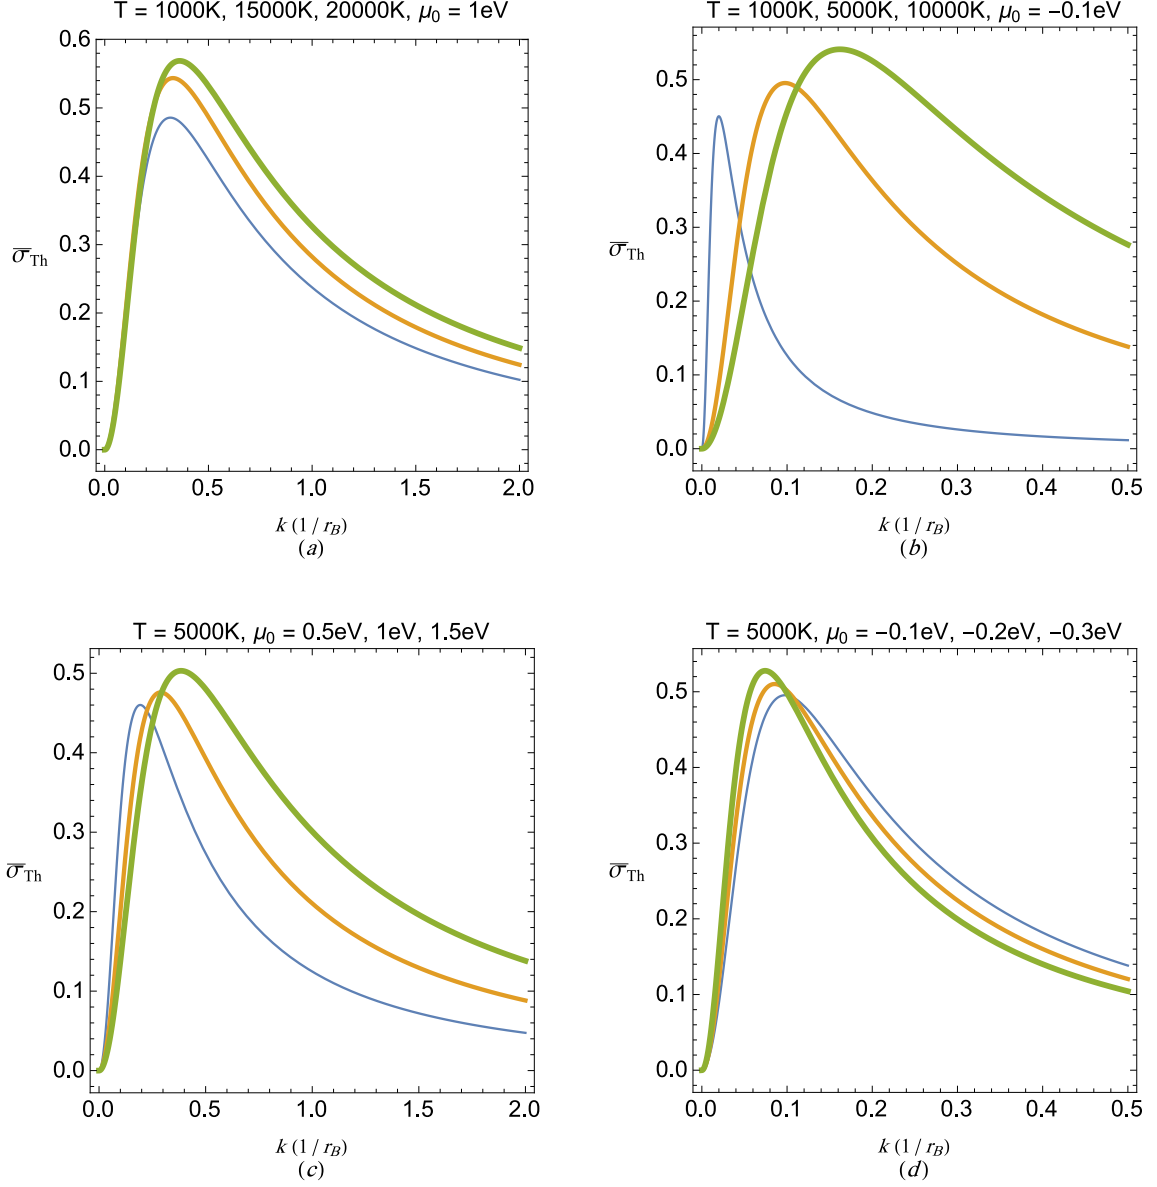 T = 1000K, 15000K, 20000K, μ₀ = 1eV
0.6
0.5
0.4
0.3
0.2
0.1
0.0
σ̅Th
0.0 0.5 1.0 1.5 2.0
k (1 / rB)
(a)
T = 1000K, 5000K, 10000K, μ₀ = −0.1eV
0.5
0.4
0.3
0.2
0.1
0.0
σ̅Th
0.0 0.1 0.2 0.3 0.4 0.5
k (1 / rB)
(b)
T = 5000K, μ₀ = 0.5eV, 1eV, 1.5eV
0.5
0.4
0.3
0.2
0.1
0.0
σ̅Th
0.0 0.5 1.0 1.5 2.0
k (1 / rB)
(c)
T = 5000K, μ₀ = −0.1eV, −0.2eV, −0.3eV
0.5
0.4
0.3
0.2
0.1
0.0
σ̅Th
0.0 0.1 0.2 0.3 0.4 0.5
k (1 / rB)
(d)